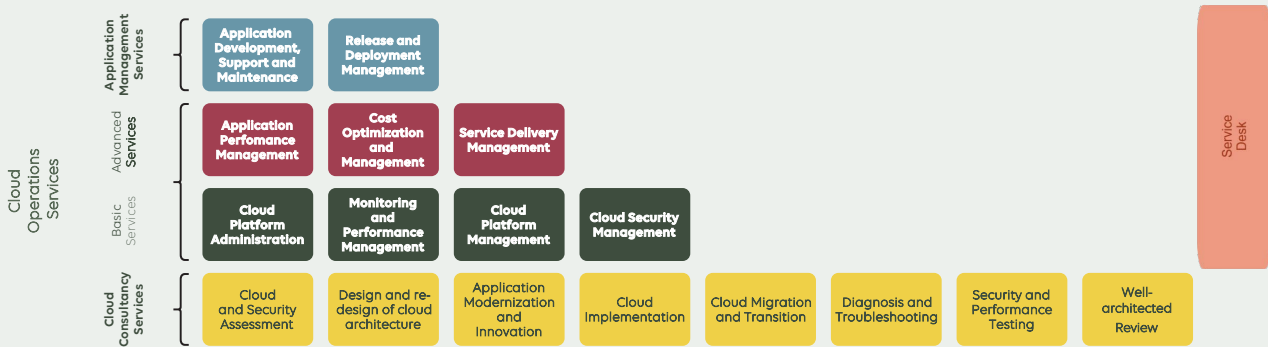 Cloud
Operations
Services
Application
Management
Services
Application
Development,
Support and
Maintenance
Release and
Deployment
Management
Advanced
Services
Application
Perfomance
Management
Cost
Optimization
and
Management
Service Delivery
Management
Basic
Services
Cloud
Platform
Administration
Monitoring
and
Performance
Management
Cloud
Platform
Management
Cloud Security
Management
Cloud
Consultancy
Services
Cloud
and Security
Assessment
Design and re-
design of cloud
architecture
Application
Modernization
and
Innovation
Cloud
Implementation
Cloud Migration
and Transition
Diagnosis and
Troubleshooting
Security and
Performance
Testing
Well-
architected
Review
Service
Desk